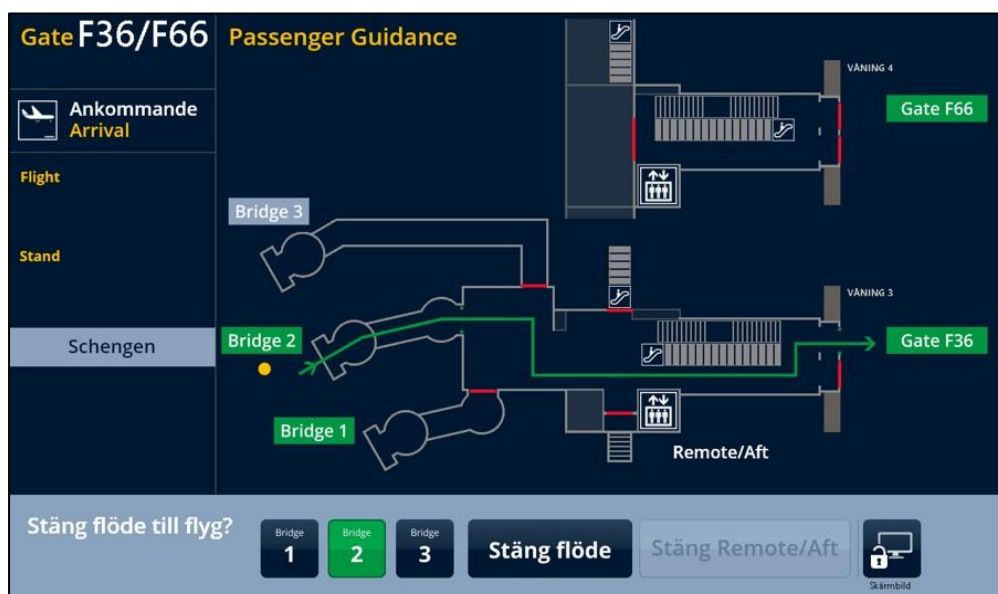 Gate F36/F66
Passenger Guidance
Ankommande
Arrival
Flight
Stand
Schengen
VÅNING 4
Gate F66
Bridge 3
VÅNING 3
Bridge 2
Gate F36
Bridge 1
Remote/Aft
Stäng flöde till flyg?
Bridge
1
Bridge
2
Bridge
3
Stäng flöde
Stäng Remote/Aft
Skärmbild